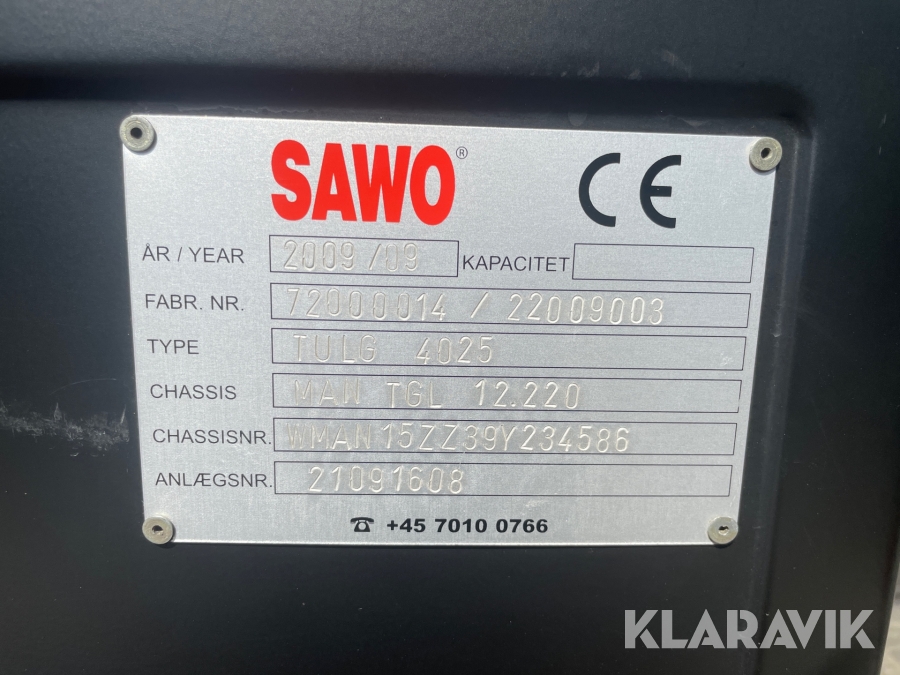 SAWO® CE
ÅR / YEAR 2009/09 KAPACITET
FABR. NR. 72000014 / 22009003
TYPE TULG 4025
CHASSIS MAN TGL 12.220
CHASSISNR. WMAN15ZZ39Y234586
ANLÆGSNR. 21091608
☎ +45 7010 0766
KLARAVIK